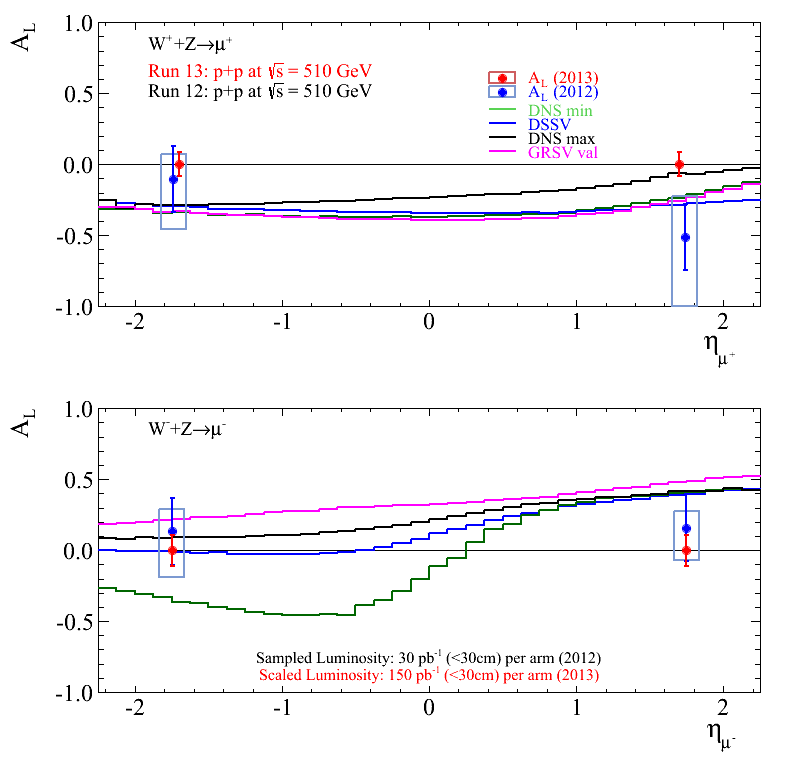 A_L
1.0
W⁺+Z→μ⁺
Run 13: p+p at √s = 510 GeV
Run 12: p+p at √s = 510 GeV
A_L (2013)
A_L (2012)
DNS min
DSSV
DNS max
GRSV val
0.5
0.0
-0.5
-1.0
-2 -1 0 1 2
η_μ⁺
A_L
1.0
W⁻+Z→μ⁻
0.5
0.0
-0.5
Sampled Luminosity: 30 pb⁻¹ (<30cm) per arm (2012)
Scaled Luminosity: 150 pb⁻¹ (<30cm) per arm (2013)
-1.0
-2 -1 0 1 2
η_μ⁻